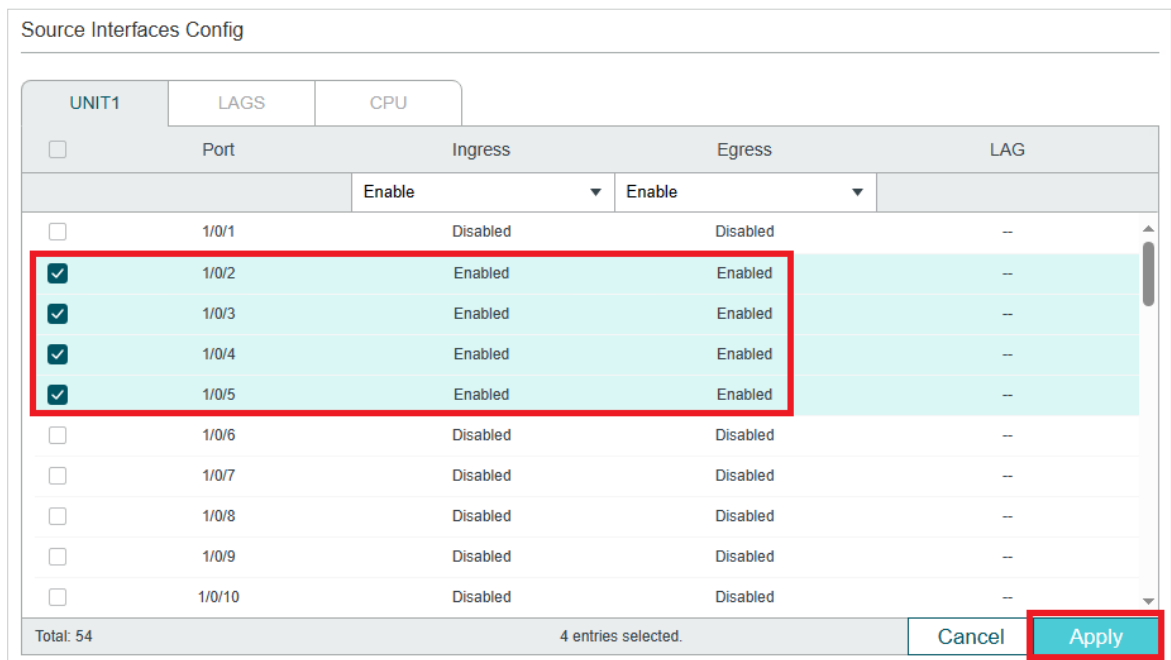 Source Interfaces Config
UNIT1 LAGS CPU
Port Ingress Egress LAG
Enable Enable
1/0/1 Disabled Disabled --
1/0/2 Enabled Enabled --
1/0/3 Enabled Enabled --
1/0/4 Enabled Enabled --
1/0/5 Enabled Enabled --
1/0/6 Disabled Disabled --
1/0/7 Disabled Disabled --
1/0/8 Disabled Disabled --
1/0/9 Disabled Disabled --
1/0/10 Disabled Disabled --
Total: 54 4 entries selected. Cancel Apply